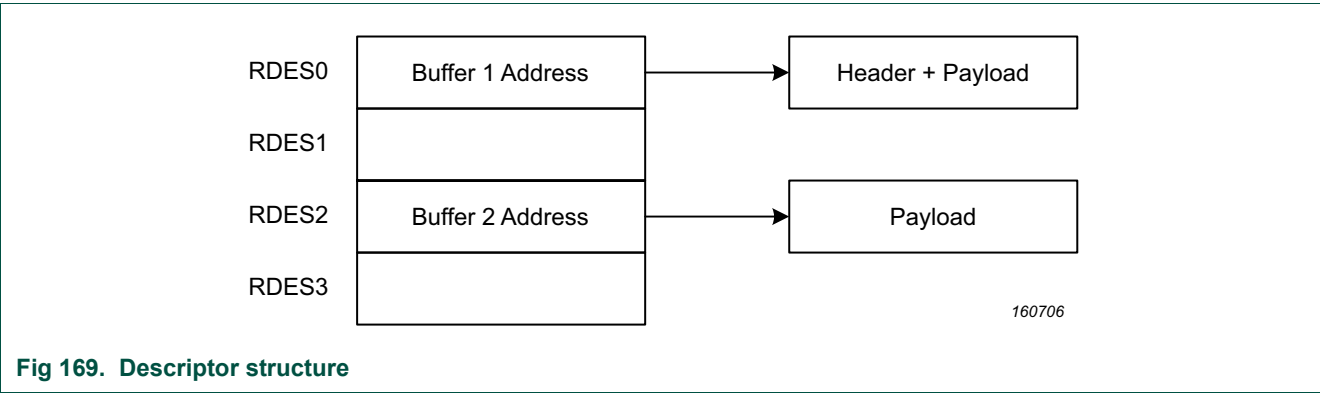 RDES0 Buffer 1 Address Header + Payload
RDES1
RDES2 Buffer 2 Address Payload
RDES3
160706
Fig 169. Descriptor structure